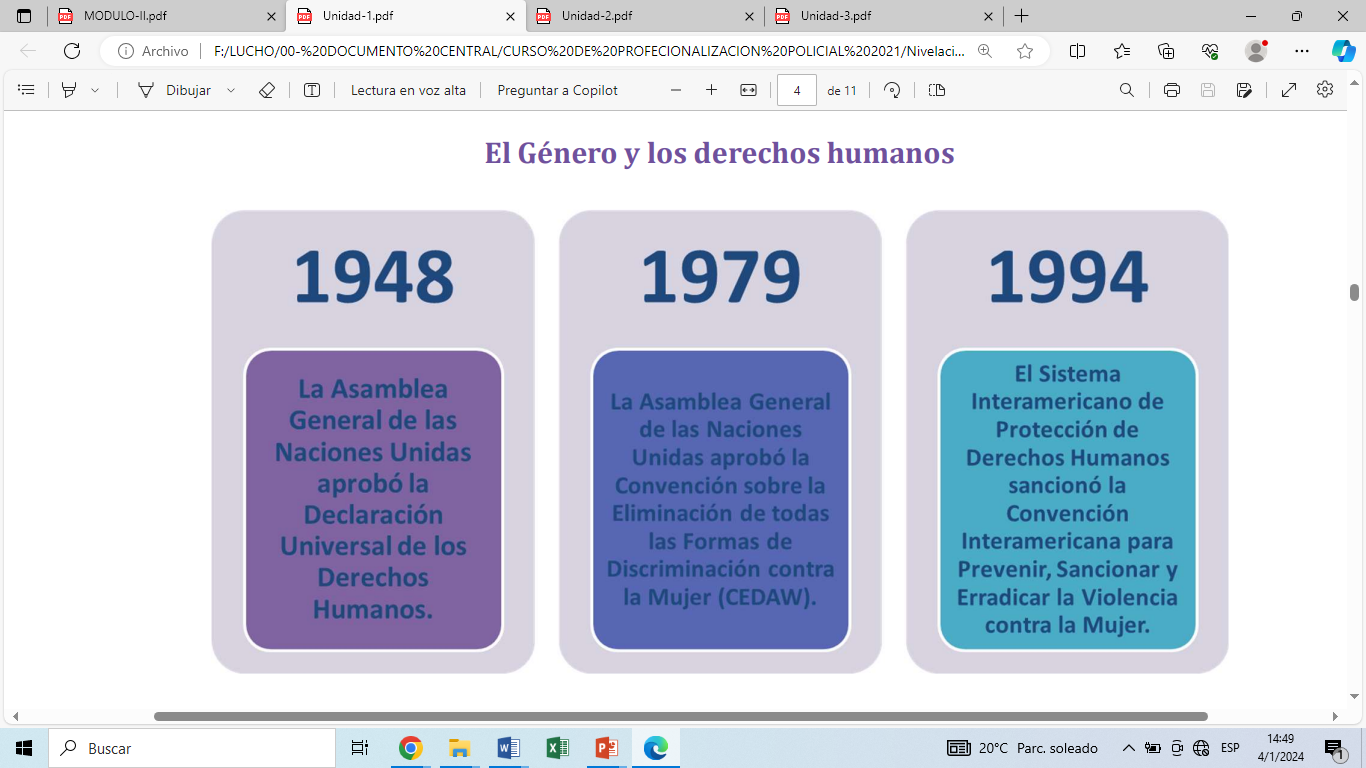 MODULO-II.pdf
Unidad-1.pdf
Unidad-2.pdf
Unidad-3.pdf
Archivo
F:/LUCHO/00-%20DOCUMENTO%20CENTRAL/CURSO%20DE%20PROFECIONALIZACION%20POLICIAL%202021/Nivelaci...
Dibujar
Lectura en voz alta
Preguntar a Copilot
4
de 11
El Género y los derechos humanos
1948
La Asamblea
General de las
Naciones Unidas
aprobó la
Declaración
Universal de los
Derechos
Humanos.
1979
La Asamblea General
de las Naciones
Unidas aprobó la
Convención sobre la
Eliminación de todas
las Formas de
Discriminación contra
la Mujer (CEDAW).
1994
El Sistema
Interamericano de
Protección de
Derechos Humanos
sancionó la
Convención
Interamericana para
Prevenir, Sancionar y
Erradicar la Violencia
contra la Mujer.
Buscar
20°C Parc. soleado
ESP
14:49
4/1/2024
1